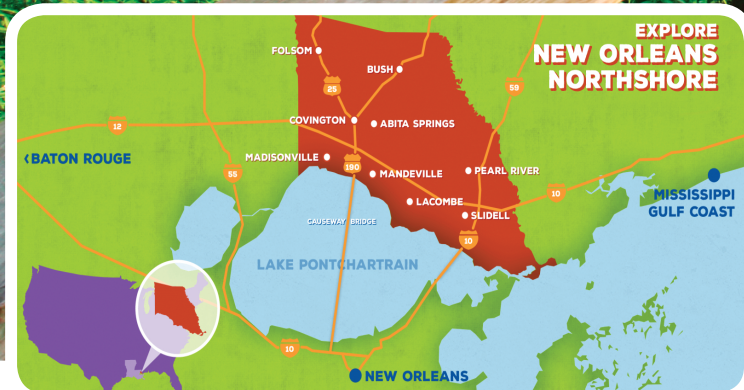 EXPLORE
NEW ORLEANS
NORTHSHORE
FOLSOM
BUSH
25
59
COVINGTON
ABITA SPRINGS
12
<BATON ROUGE
MADISONVILLE
190
MANDEVILLE
PEARL RIVER
55
10
MISSISSIPPI
GULF COAST
LACOMBE
SLIDELL
CAUSEWAY BRIDGE
10
LAKE PONTCHARTRAIN
10
NEW ORLEANS